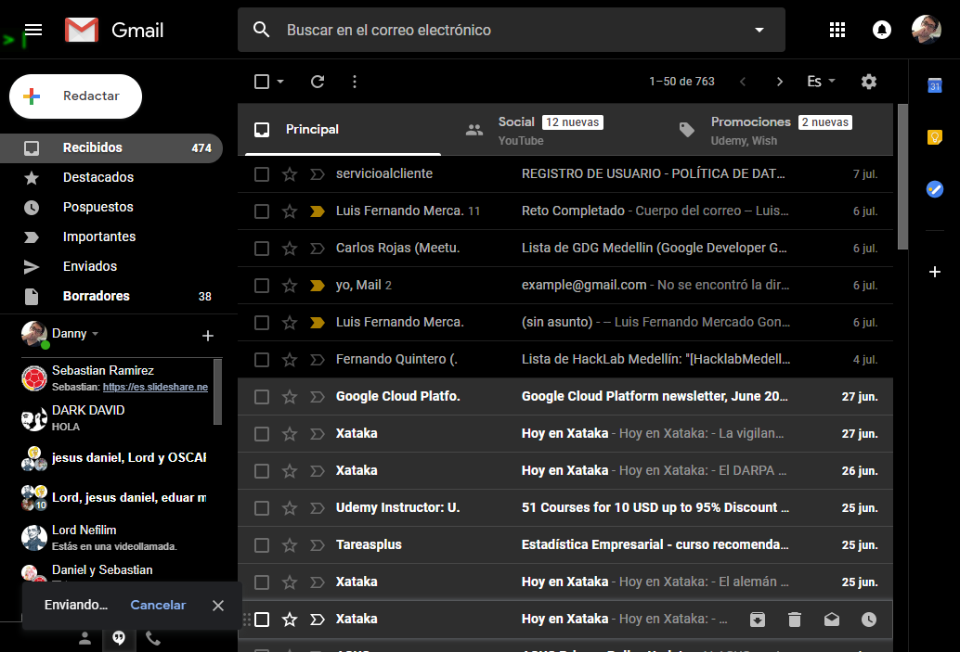 Gmail
Buscar en el correo electrónico
Redactar
1–50 de 763
Es
31
Principal
Social 12 nuevas
YouTube
Promociones 2 nuevas
Udemy, Wish
Recibidos 474
Destacados
Pospuestos
Importantes
Enviados
Borradores 38
Danny
Sebastian Ramirez
Sebastian: https://es.slideshare.ne
DARK DAVID
HOLA
jesus daniel, Lord y OSCAR
Lord, jesus daniel, eduar m
10
Lord Nefilim
Estás en una videollamada.
Daniel y Sebastian
Enviando... Cancelar
servicioalcliente REGISTRO DE USUARIO - POLÍTICA DE DAT... 7 jul.
Luis Fernando Merca. 11 Reto Completado - Cuerpo del correo -- Luis... 6 jul.
Carlos Rojas (Meetu. Lista de GDG Medellin (Google Developer G... 6 jul.
yo, Mail 2 example@gmail.com - No se encontró la dir... 6 jul.
Luis Fernando Merca. (sin asunto) - -- Luis Fernando Mercado Gon... 6 jul.
Fernando Quintero (. Lista de HackLab Medellín: "[HacklabMedell... 4 jul.
Google Cloud Platfo. Google Cloud Platform newsletter, June 20... 27 jun.
Xataka Hoy en Xataka - Hoy en Xataka: - La vigilan... 27 jun.
Xataka Hoy en Xataka - Hoy en Xataka: - El DARPA ... 26 jun.
Udemy Instructor: U. 51 Courses for 10 USD up to 95% Discount ... 25 jun.
Tareasplus Estadística Empresarial - curso recomenda... 25 jun.
Xataka Hoy en Xataka - Hoy en Xataka: - El alemán ... 25 jun.
Xataka Hoy en Xataka - Hoy en Xataka: - ...